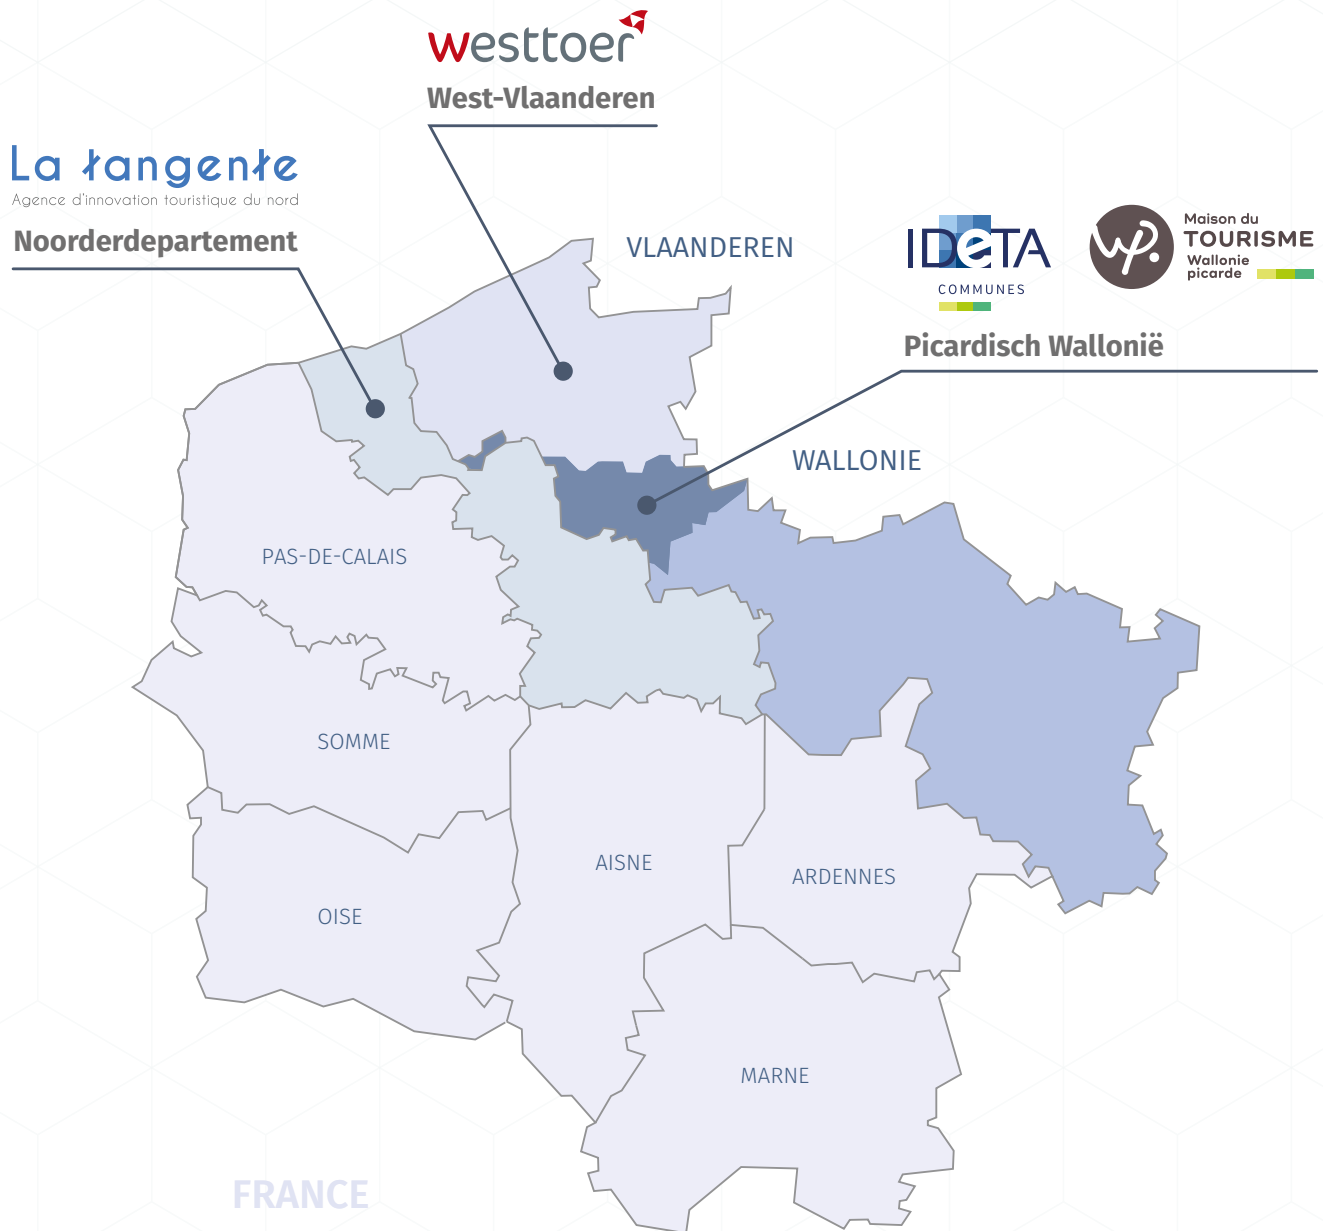 westtoer
West-Vlaanderen
La tangente
Agence d'innovation touristique du nord
Noorderdepartement
VLAANDEREN
IDeTA
COMMUNES
wp.
Maison du
TOURISME
Wallonie
picarde
Picardisch Wallonië
WALLONIE
PAS-DE-CALAIS
SOMME
AISNE
ARDENNES
OISE
MARNE
FRANCE